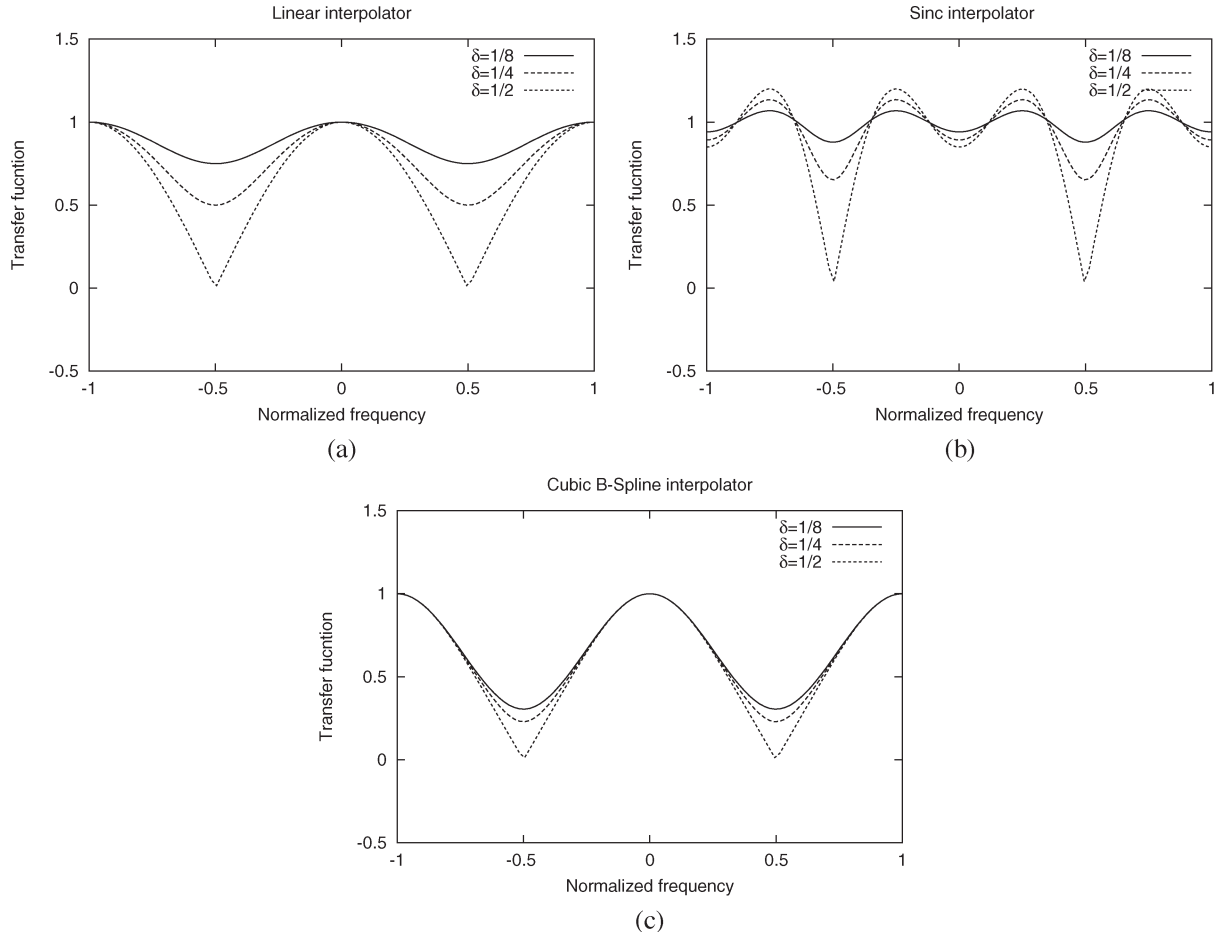 Linear interpolator
δ=1/8
δ=1/4
δ=1/2
1.5
1
0.5
0
-0.5
-1
-0.5
0
0.5
1
Transfer fucntion
Normalized frequency
(a)
Sinc interpolator
δ=1/8
δ=1/4
δ=1/2
1.5
1
0.5
0
-0.5
-1
-0.5
0
0.5
1
Transfer fucntion
Normalized frequency
(b)
Cubic B-Spline interpolator
δ=1/8
δ=1/4
δ=1/2
1.5
1
0.5
0
-0.5
-1
-0.5
0
0.5
1
Transfer fucntion
Normalized frequency
(c)